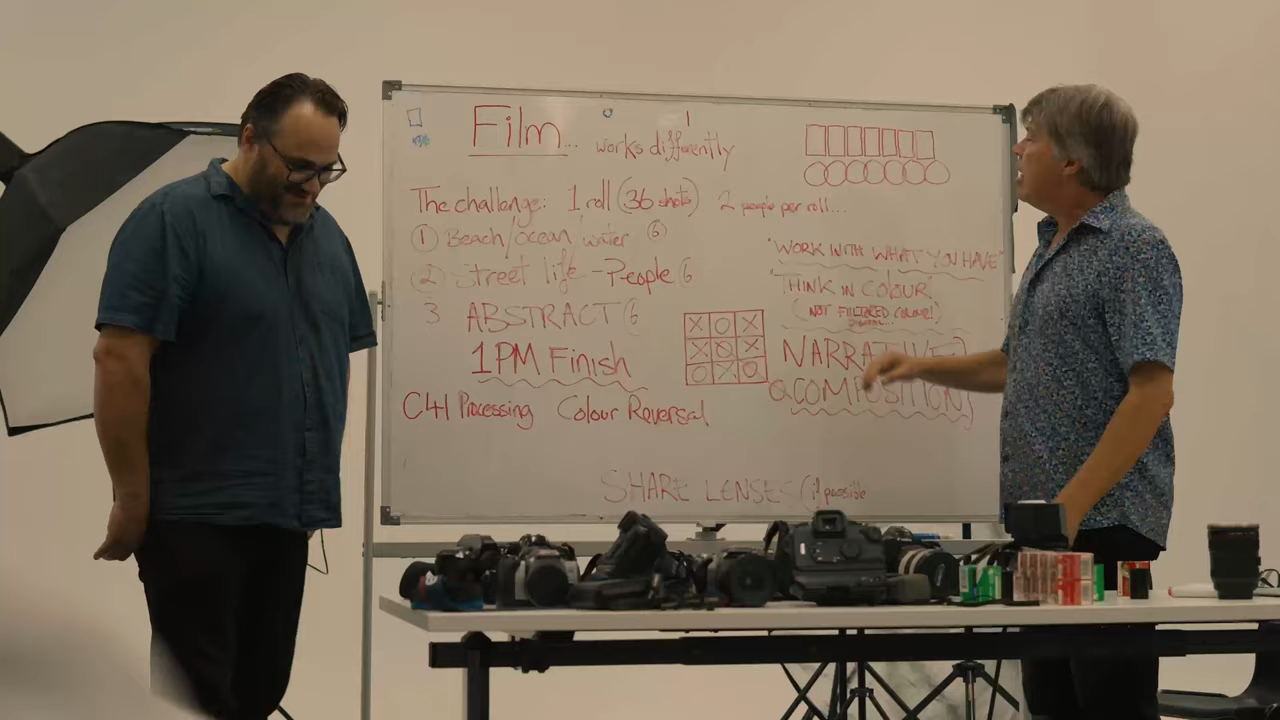 Film... works differently
The challenge: 1 roll (36 shots) 2 people per roll...
① Beach/ocean/water ⑥
② Street life - People ⑥
3 ABSTRACT ⑥
1PM Finish
C41 Processing Colour Reversal
"WORK WITH WHAT YOU HAVE"
"THINK IN COLOUR
(NOT FILTERED COLOUR!)
DIGITAL...
NARRATIVE
& COMPOSITION
X O X
X O X
O X O
SHARE LENSES (if possible